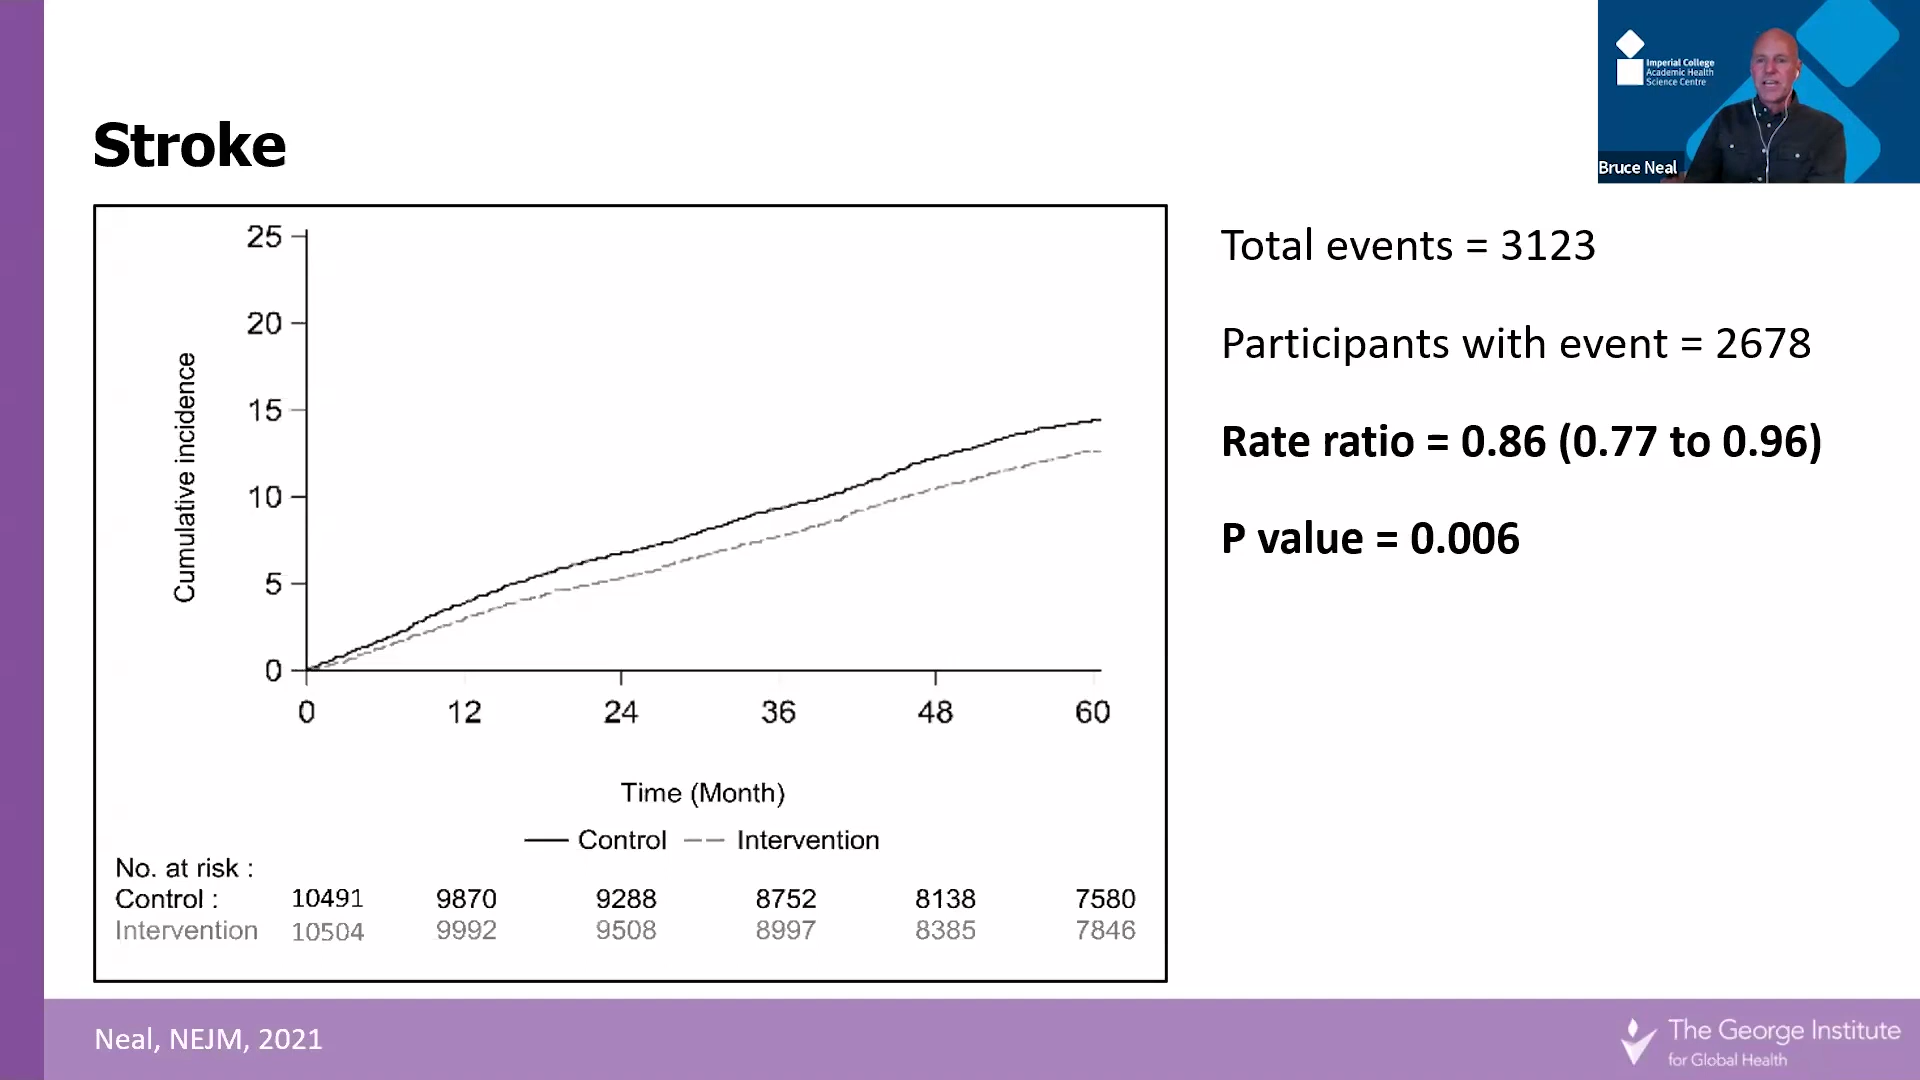 Imperial College
Academic Health
Science Centre
Bruce Neal
Stroke
25
20
15
10
5
0
Cumulative incidence
0 12 24 36 48 60
Time (Month)
Control Intervention
No. at risk :
Control : 10491 9870 9288 8752 8138 7580
Intervention 10504 9992 9508 8997 8385 7846
Total events = 3123
Participants with event = 2678
Rate ratio = 0.86 (0.77 to 0.96)
P value = 0.006
Neal, NEJM, 2021
The George Institute
for Global Health